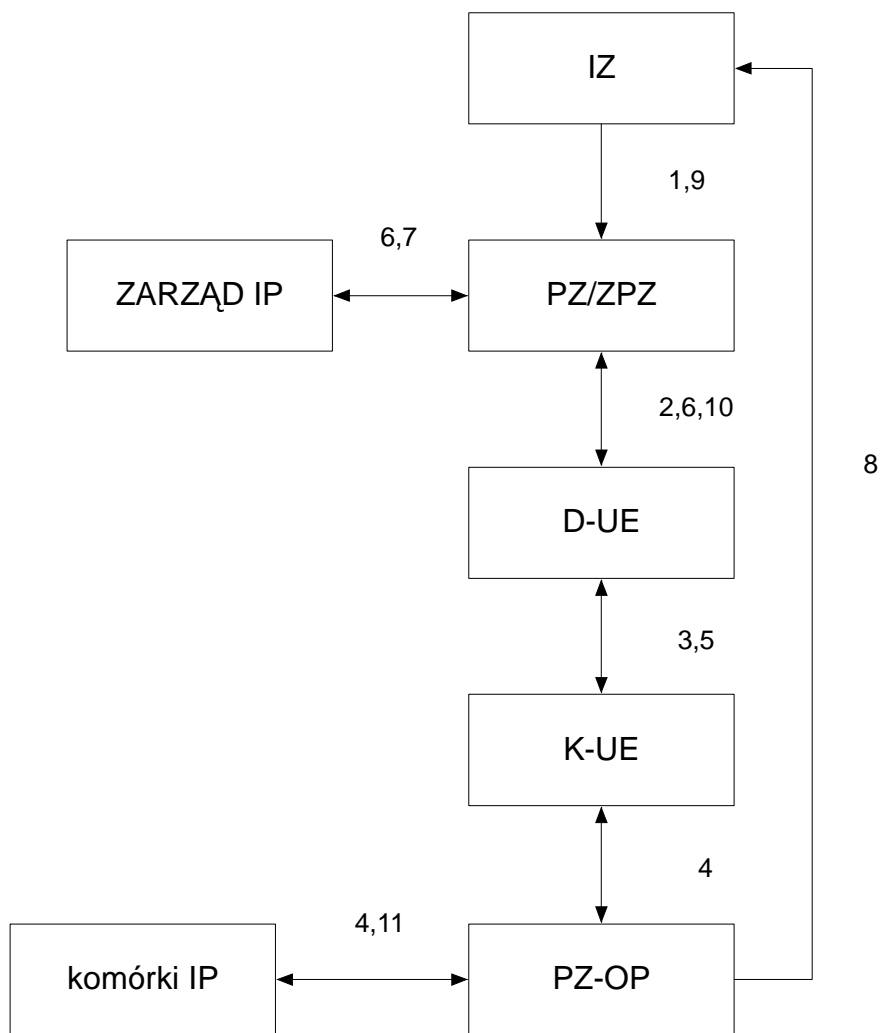 IZ
1,9
6,7
ZARZĄD IP
PZ/ZPZ
2,6,10
8
D-UE
3,5
K-UE
4
4,11
komórki IP
PZ-OP